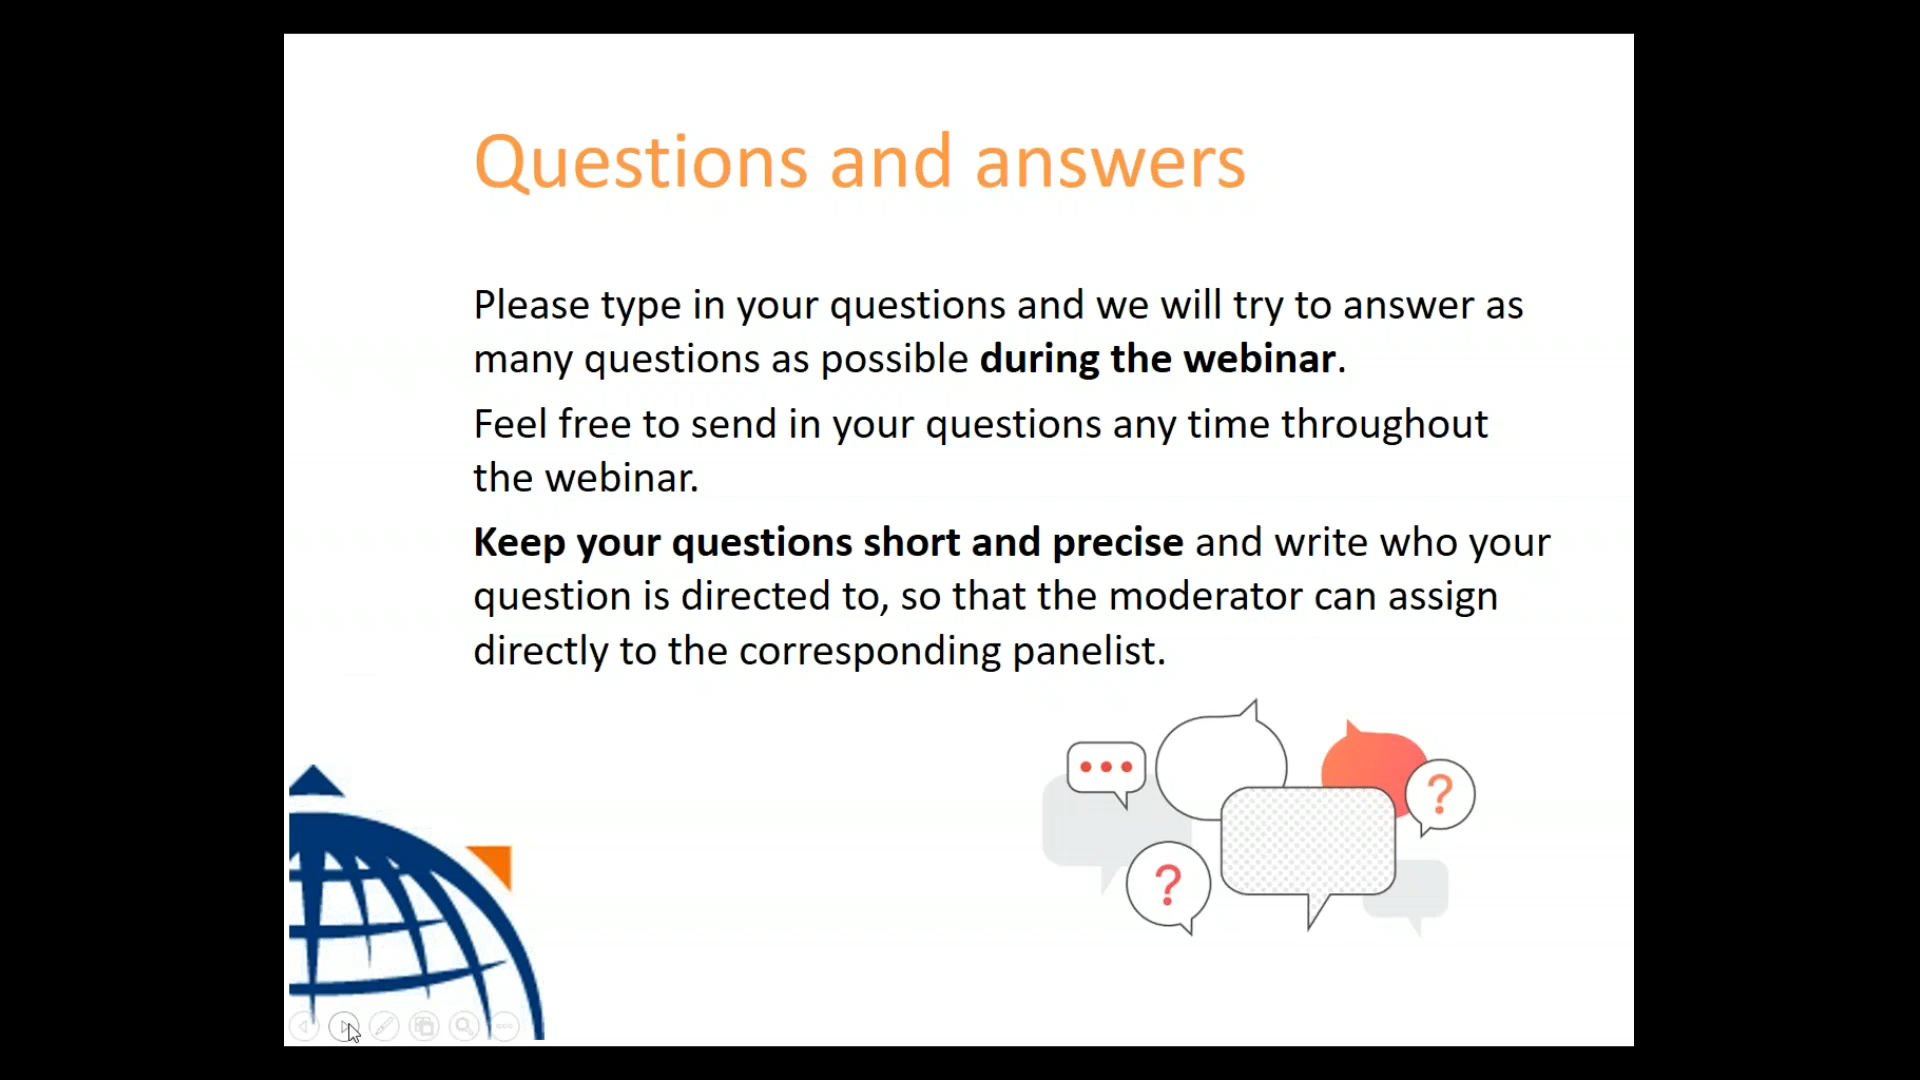 Questions and answers
Please type in your questions and we will try to answer as
many questions as possible during the webinar.
Feel free to send in your questions any time throughout
the webinar.
Keep your questions short and precise and write who your
question is directed to, so that the moderator can assign
directly to the corresponding panelist.
?
?